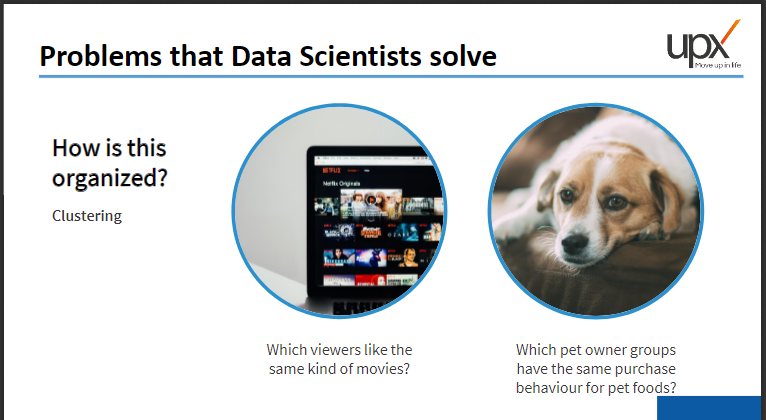 Problems that Data Scientists solve
upx
Move up in life
How is this
organized?
Clustering
NETFLIX
Netflix Originals
OZARK
Which viewers like the
same kind of movies?
Which pet owner groups
have the same purchase
behaviour for pet foods?